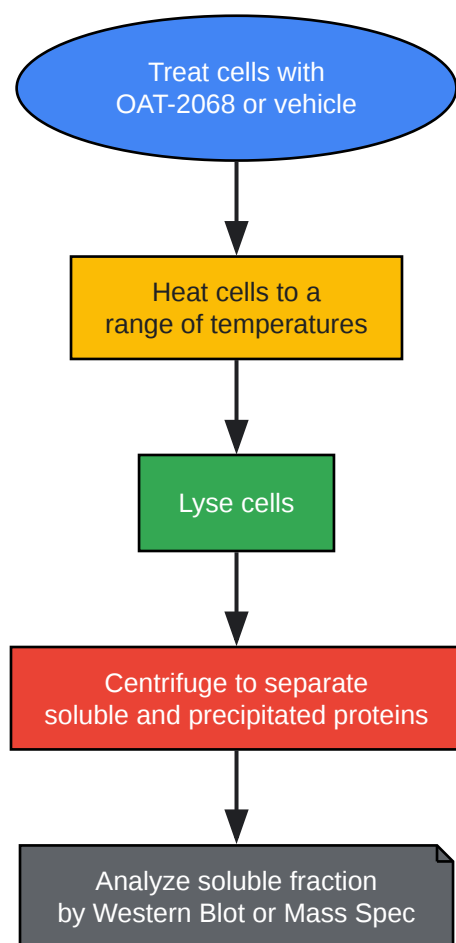 Treat cells with
OAT-2068 or vehicle
Heat cells to a
range of temperatures
Lyse cells
Centrifuge to separate
soluble and precipitated proteins
Analyze soluble fraction
by Western Blot or Mass Spec